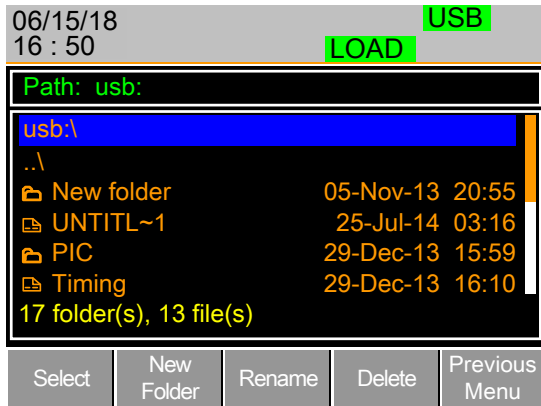 06/15/18 USB
16 : 50 LOAD
Path: usb:
usb:\
..\
New folder 05-Nov-13 20:55
UNTITL~1 25-Jul-14 03:16
PIC 29-Dec-13 15:59
Timing 29-Dec-13 16:10
17 folder(s), 13 file(s)
Select New Folder Rename Delete Previous Menu